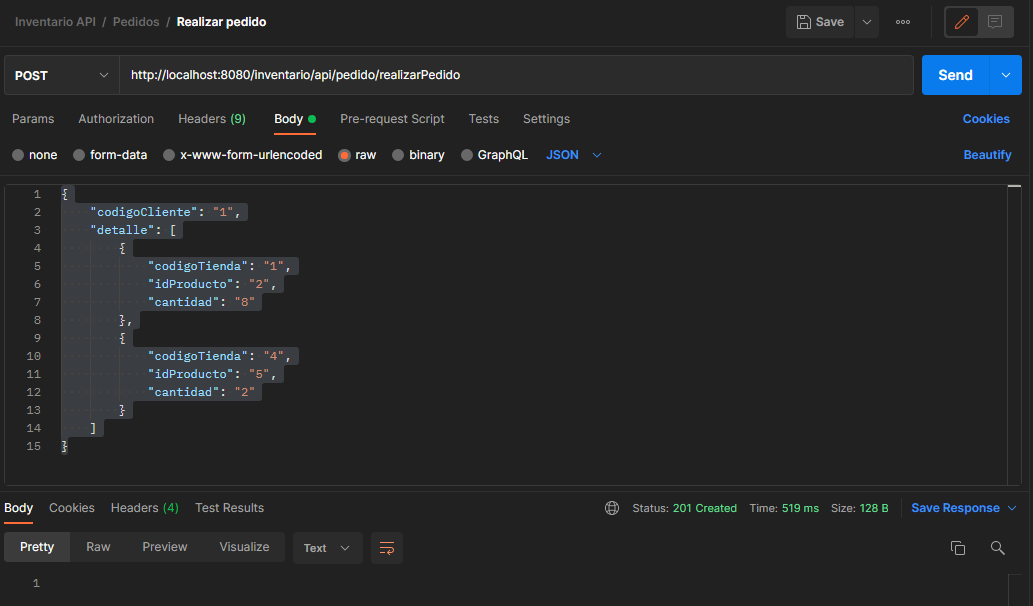 Inventario API / Pedidos / Realizar pedido
Save
POST http://localhost:8080/inventario/api/pedido/realizarPedido Send
Params Authorization Headers (9) Body Pre-request Script Tests Settings Cookies
none form-data x-www-form-urlencoded raw binary GraphQL JSON Beautify
1 {
2 "codigoCliente": "1",
3 "detalle": [
4 {
5 "codigoTienda": "1",
6 "idProducto": "2",
7 "cantidad": "8"
8 },
9 {
10 "codigoTienda": "4",
11 "idProducto": "5",
12 "cantidad": "2"
13 }
14 ]
15 }
Body Cookies Headers (4) Test Results Status: 201 Created Time: 519 ms Size: 128 B Save Response
Pretty Raw Preview Visualize Text
1